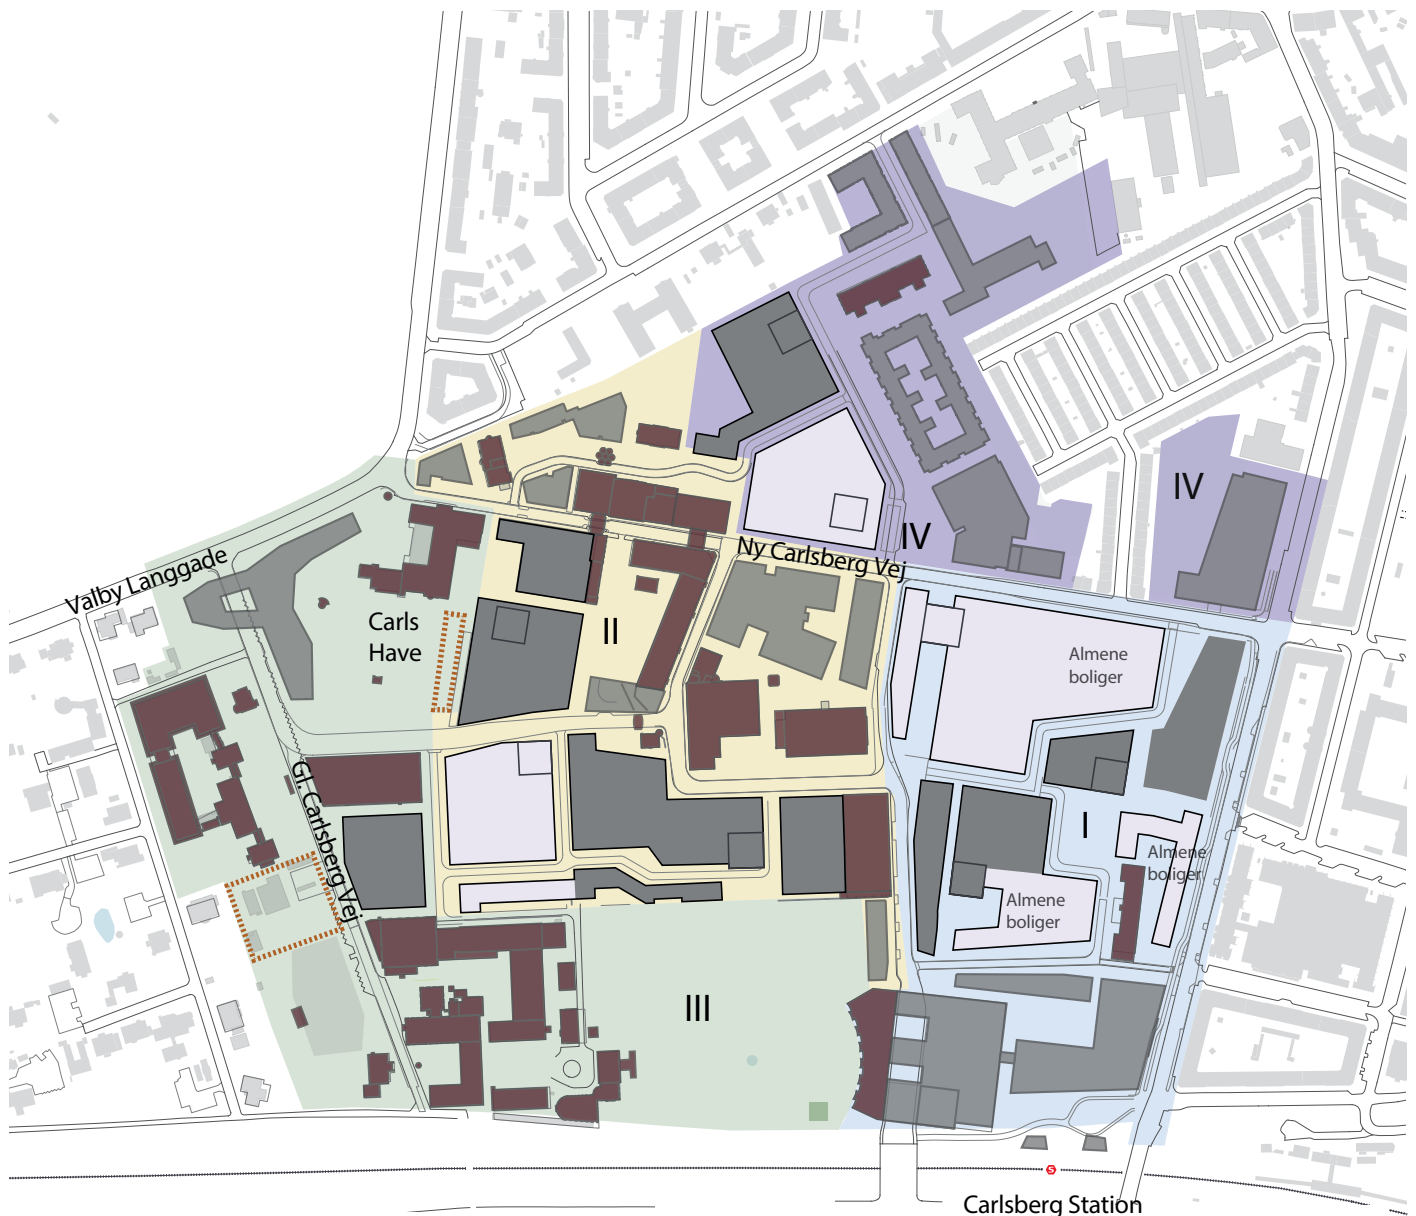 IV
IV
Ny Carlsberg Vej
Valby Langgade
Carls
Have
II
Almene
boliger
Gl. Carlsberg Vej
I
Almene
boliger
Almene
boliger
III
S
Carlsberg Station